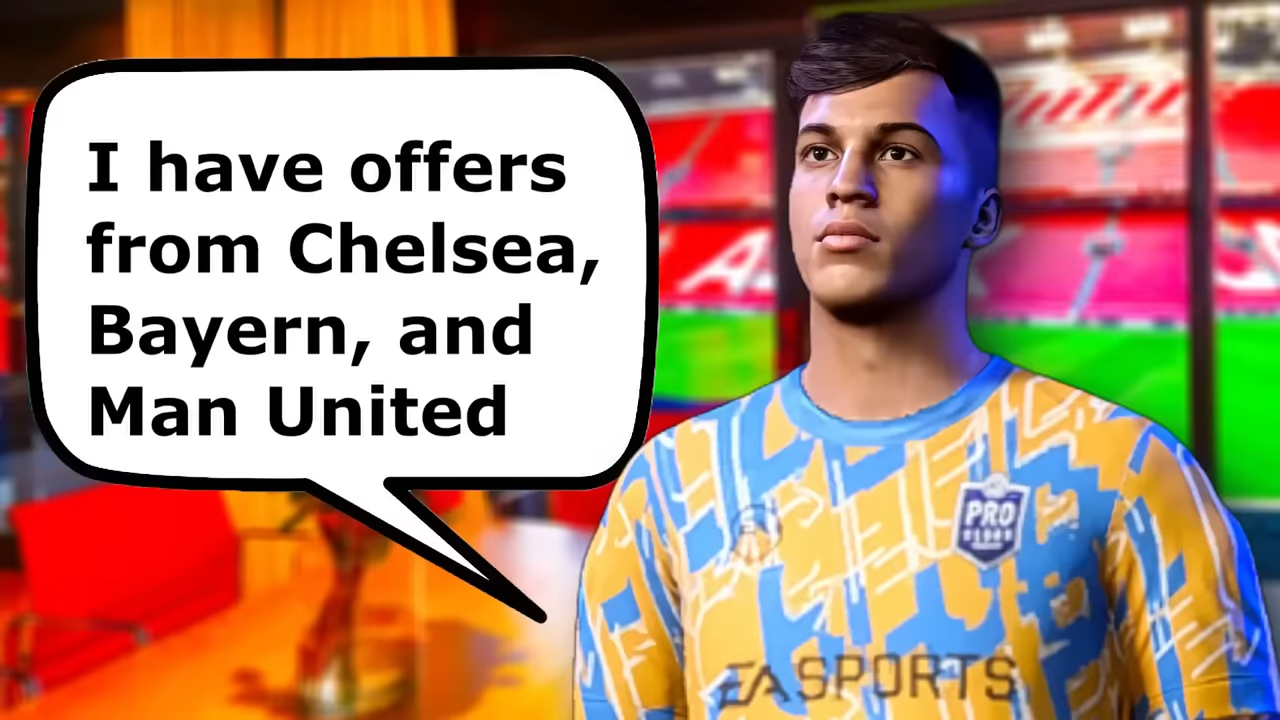 I have offers
from Chelsea,
Bayern, and
Man United
PRO
EA SPORTS